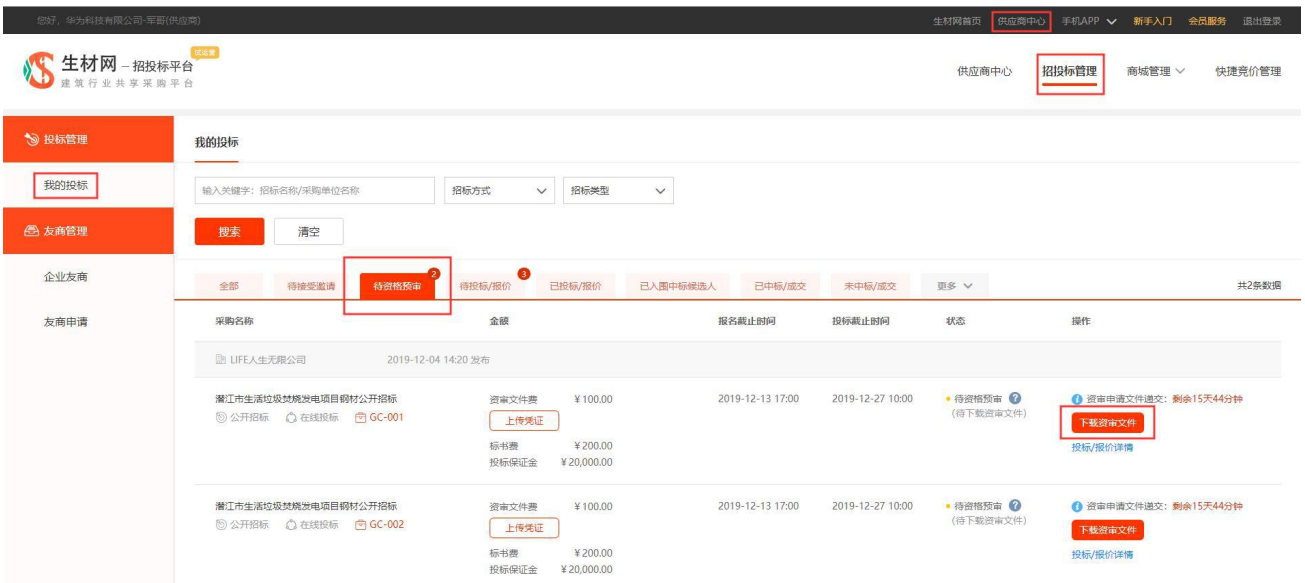 您好，华为科技有限公司-军哥(供应商)
生材网首页 供应商中心 手机APP 新手入门 会员服务 退出登录
生材网 – 招投标平台 试运营
建筑行业共享采购平台
供应商中心 招投标管理 商城管理 快捷竞价管理
投标管理
我的投标
我的投标
输入关键字：招标名称/采购单位名称 招标方式 招标类型
友商管理
搜索 清空
企业友商
全部 待接受邀请 待资格预审 2 待投标/报价 3 已投标/报价 已入围中标候选人 已中标/成交 未中标/成交 更多 共2条数据
友商申请
采购名称 金额 报名截止时间 投标截止时间 状态 操作
LIFE人生无限公司 2019-12-04 14:20 发布
潜江市生活垃圾焚烧发电项目钢材公开招标 资审文件费 ¥100.00 2019-12-13 17:00 2019-12-27 10:00 待资格预审 ? 资审申请文件递交：剩余15天44分钟
公开招标 在线投标 GC-001 上传凭证 (待下载资审文件) 下载资审文件
标书费 ¥200.00 投标/报价详情
投标保证金 ¥20,000.00
潜江市生活垃圾焚烧发电项目钢材公开招标 资审文件费 ¥100.00 2019-12-13 17:00 2019-12-27 10:00 待资格预审 ? 资审申请文件递交：剩余15天44分钟
公开招标 在线投标 GC-002 上传凭证 (待下载资审文件) 下载资审文件
标书费 ¥200.00 投标/报价详情
投标保证金 ¥20,000.00